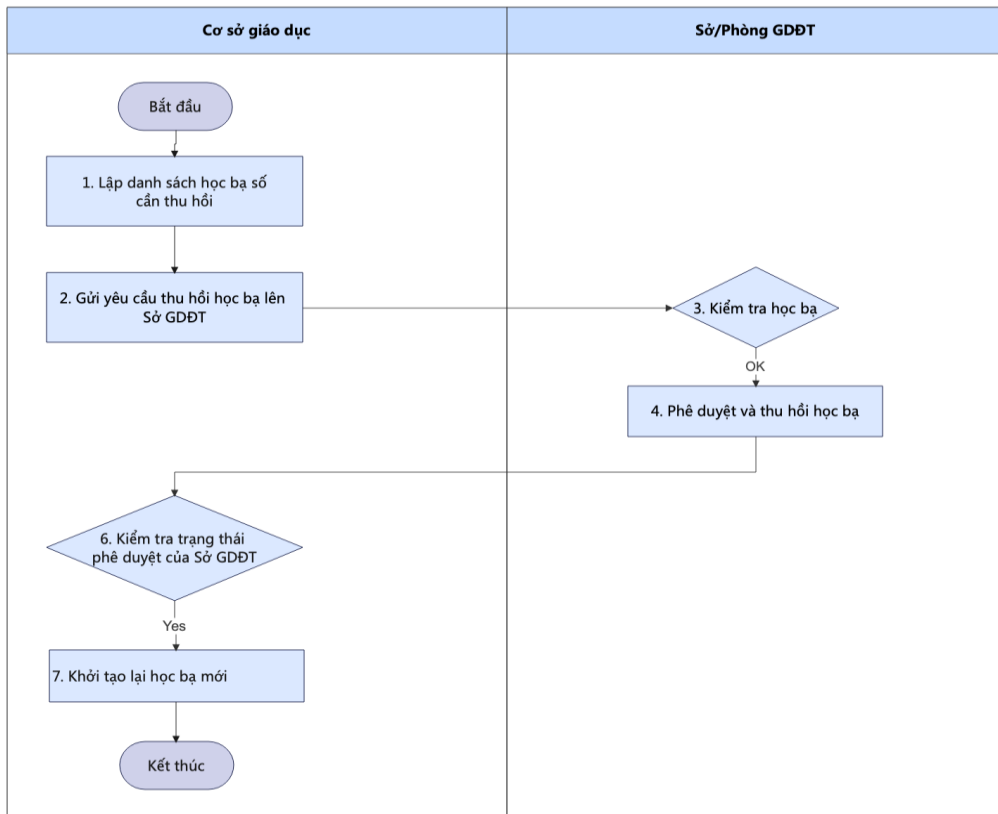 Cơ sở giáo dục
Sở/Phòng GDĐT
Bắt đầu
1. Lập danh sách học bạ số
cần thu hồi
2. Gửi yêu cầu thu hồi học bạ lên
Sở GDĐT
3. Kiểm tra học bạ
OK
4. Phê duyệt và thu hồi học bạ
6. Kiểm tra trạng thái
phê duyệt của Sở GDĐT
Yes
7. Khởi tạo lại học bạ mới
Kết thúc